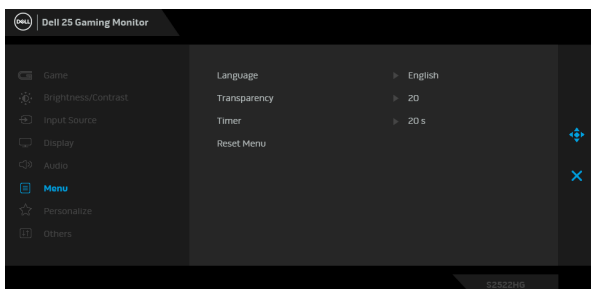 DELL Dell 25 Gaming Monitor
Game
Language English
Brightness/Contrast
Transparency 20
Input Source
Timer 20 s
Display
Reset Menu
Audio
Menu
Personalize
Others
S2522HG